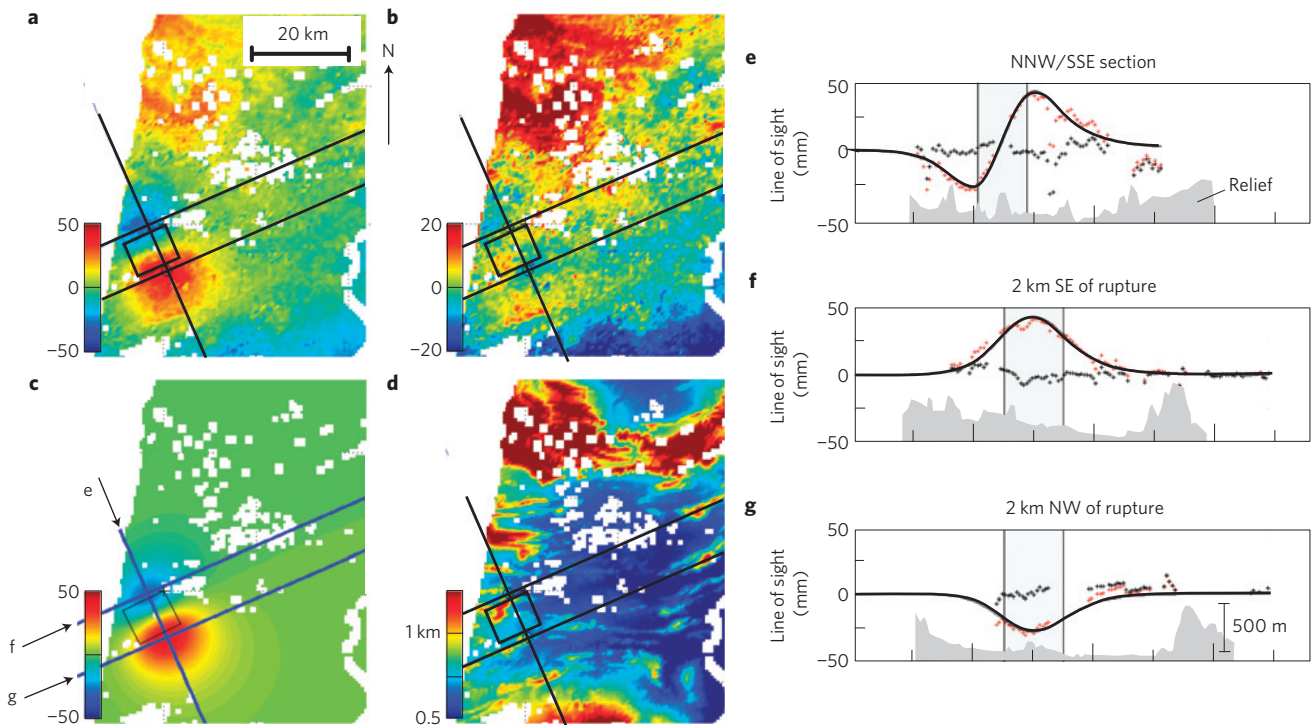 a
20 km
N
50
0
−50
b
20
0
−20
c
e
f
g
50
−50
d
1 km
0.5
e
NNW/SSE section
Line of sight
(mm)
50
0
−50
Relief
f
2 km SE of rupture
Line of sight
(mm)
50
0
−50
g
2 km NW of rupture
Line of sight
(mm)
50
0
−50
500 m